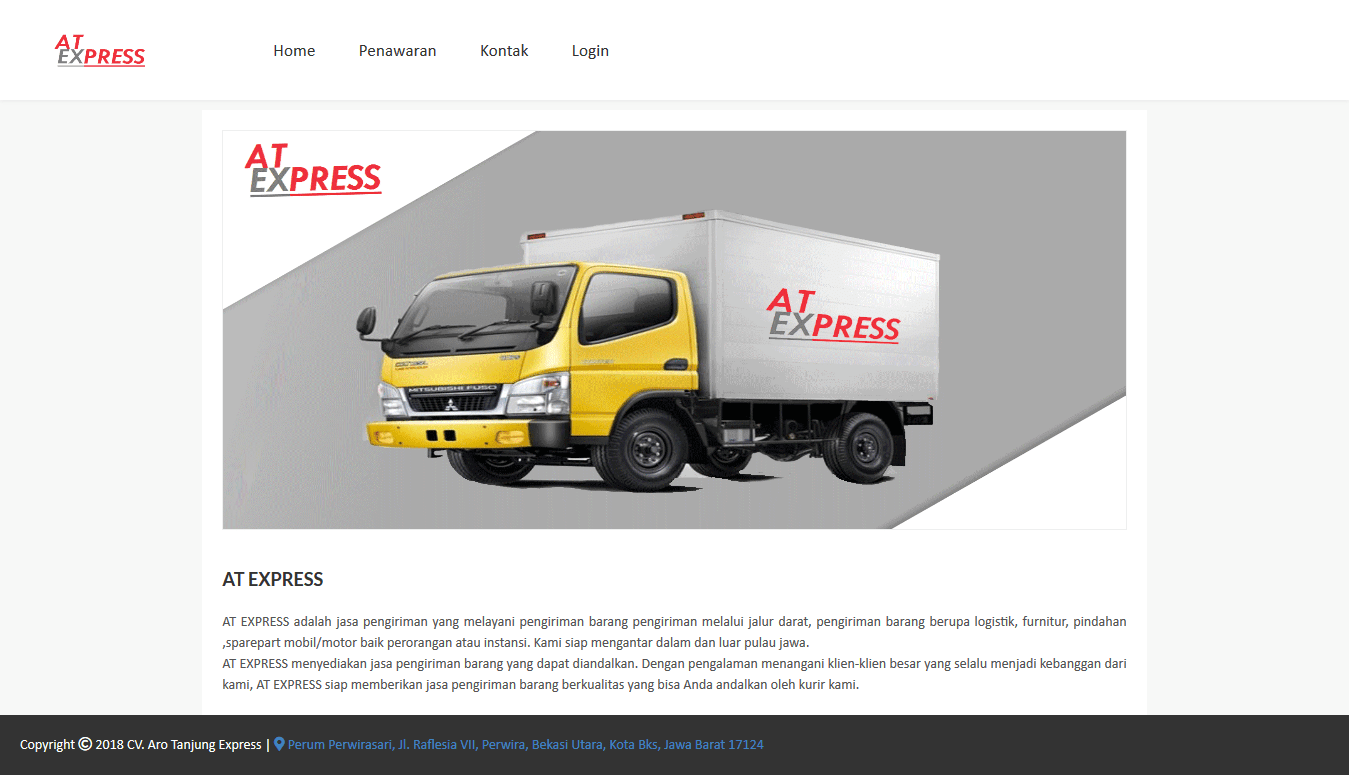 AT
EXPRESS
Home Penawaran Kontak Login
AT
EXPRESS
AT
EXPRESS
MITSUBISHI FUSO
AT EXPRESS
AT EXPRESS adalah jasa pengiriman yang melayani pengiriman barang pengiriman melalui jalur darat, pengiriman barang berupa logistik, furnitur, pindahan
,sparepart mobil/motor baik perorangan atau instansi. Kami siap mengantar dalam dan luar pulau jawa.
AT EXPRESS menyediakan jasa pengiriman barang yang dapat diandalkan. Dengan pengalaman menangani klien-klien besar yang selalu menjadi kebanggan dari
kami, AT EXPRESS siap memberikan jasa pengiriman barang berkualitas yang bisa Anda andalkan oleh kurir kami.
Copyright © 2018 CV. Aro Tanjung Express | Perum Perwirasari, Jl. Raflesia VII, Perwira, Bekasi Utara, Kota Bks, Jawa Barat 17124